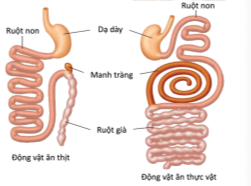 Ruột non
Dạ dày
Ruột non
Manh tràng
Ruột già
Động vật ăn thịt
Động vật ăn thực vật